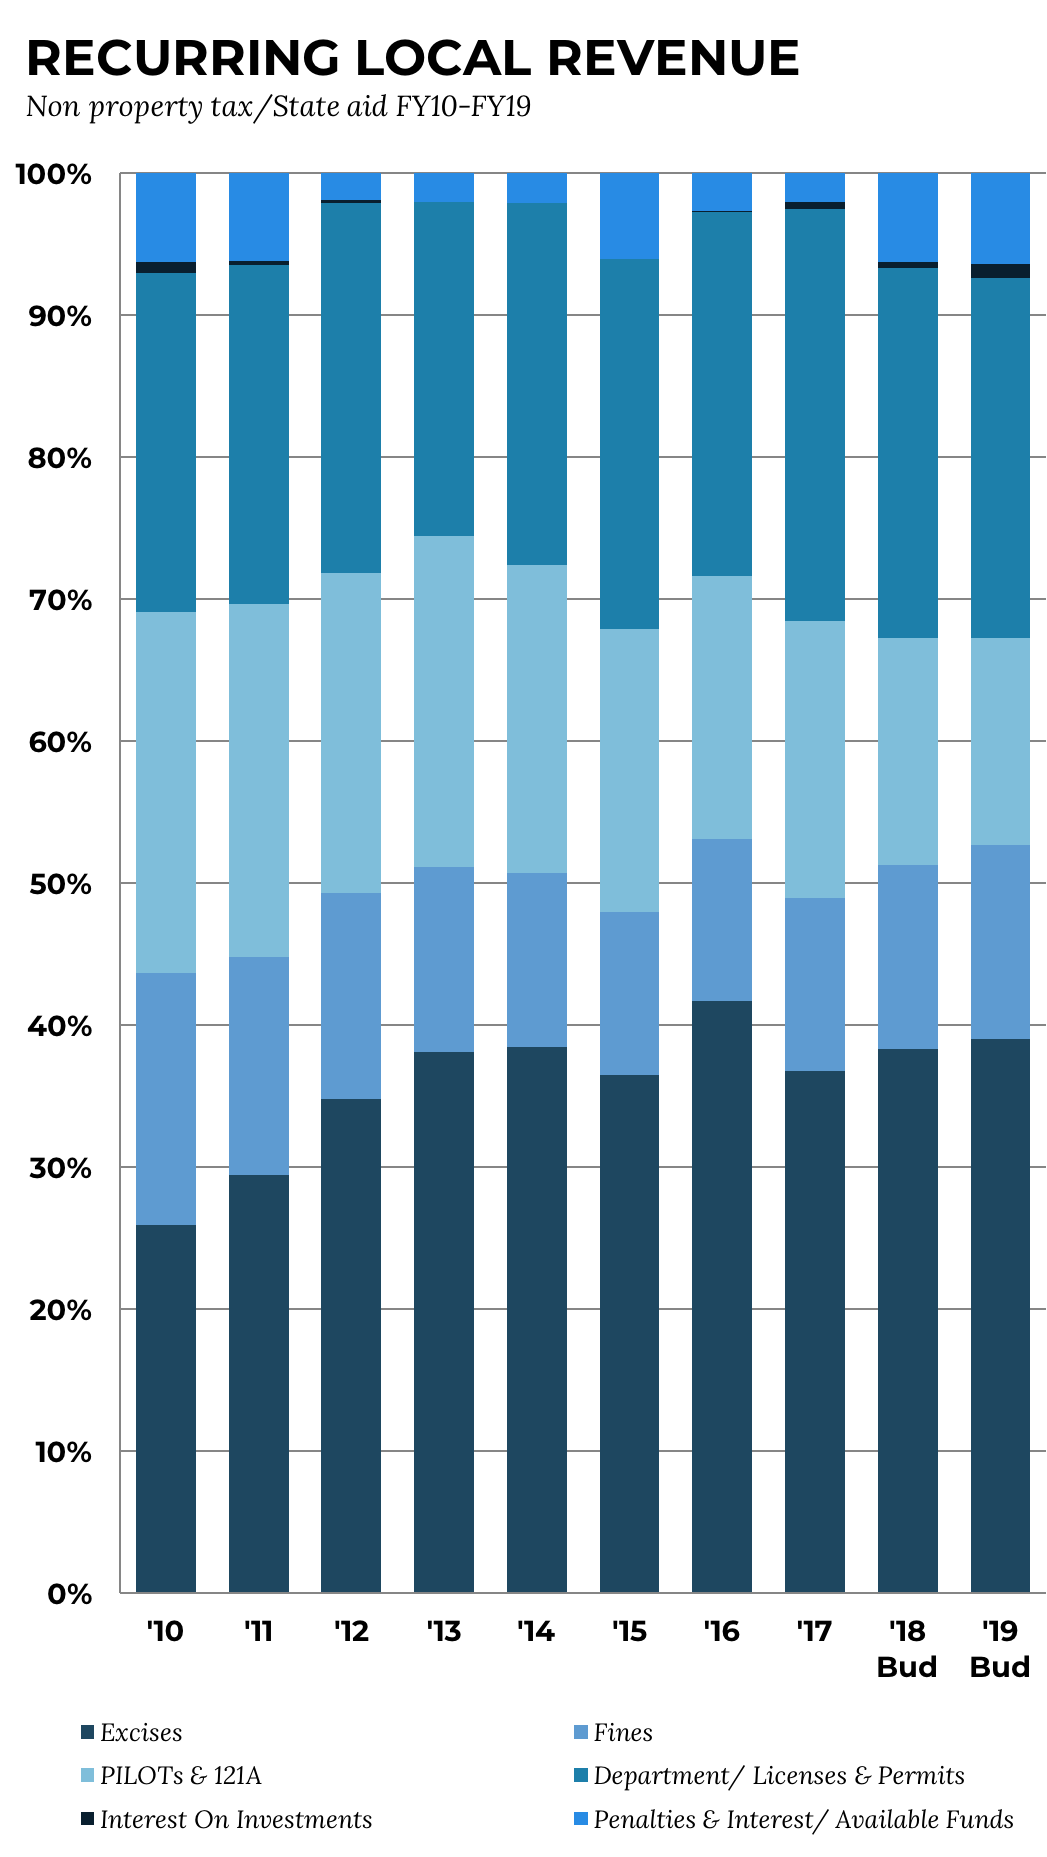 RECURRING LOCAL REVENUE
Non property tax/State aid FY10-FY19
100%
90%
80%
70%
60%
50%
40%
30%
20%
10%
0%
'10 '11 '12 '13 '14 '15 '16 '17 '18 Bud '19 Bud
Excises
Fines
PILOTs & 121A
Department/ Licenses & Permits
Interest On Investments
Penalties & Interest/ Available Funds